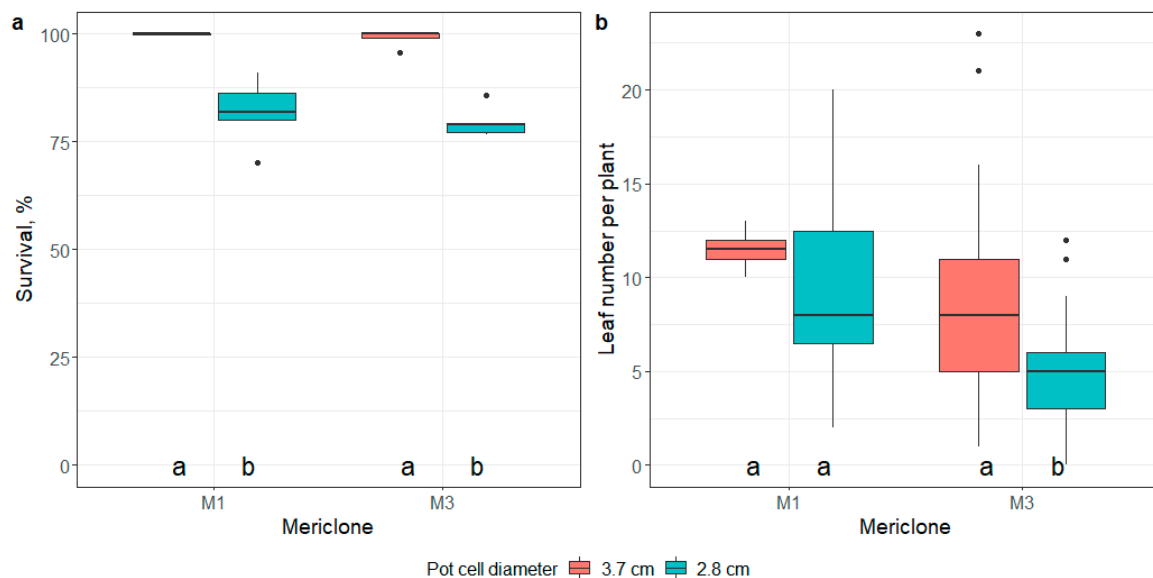 a
Survival, %
100
75
50
25
0
a b a b
M1 M3
Mericlone
b
Leaf number per plant
20
15
10
5
0
a a a b
M1 M3
Mericlone
Pot cell diameter 3.7 cm 2.8 cm